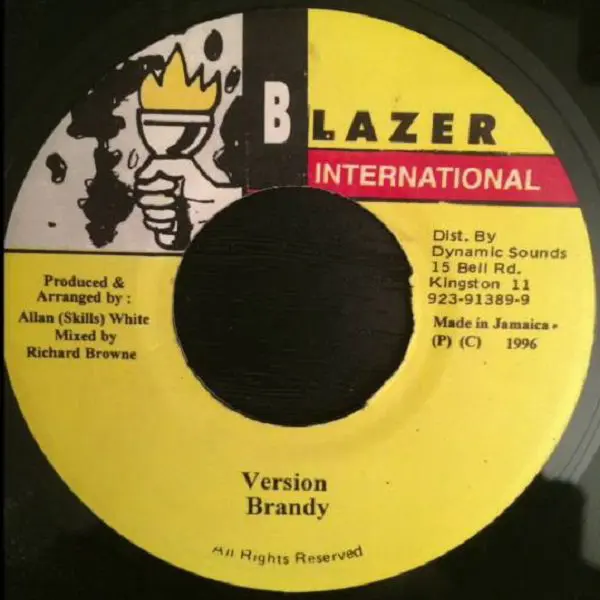 BLAZER
INTERNATIONAL
Dist. By
Dynamic Sounds
15 Bell Rd.
Kingston 11
923-91389-9
Made in Jamaica.
(P) (C) 1996
Produced &
Arranged by :
Allan (Skills) White
Mixed by
Richard Browne
Version
Brandy
All Rights Reserved